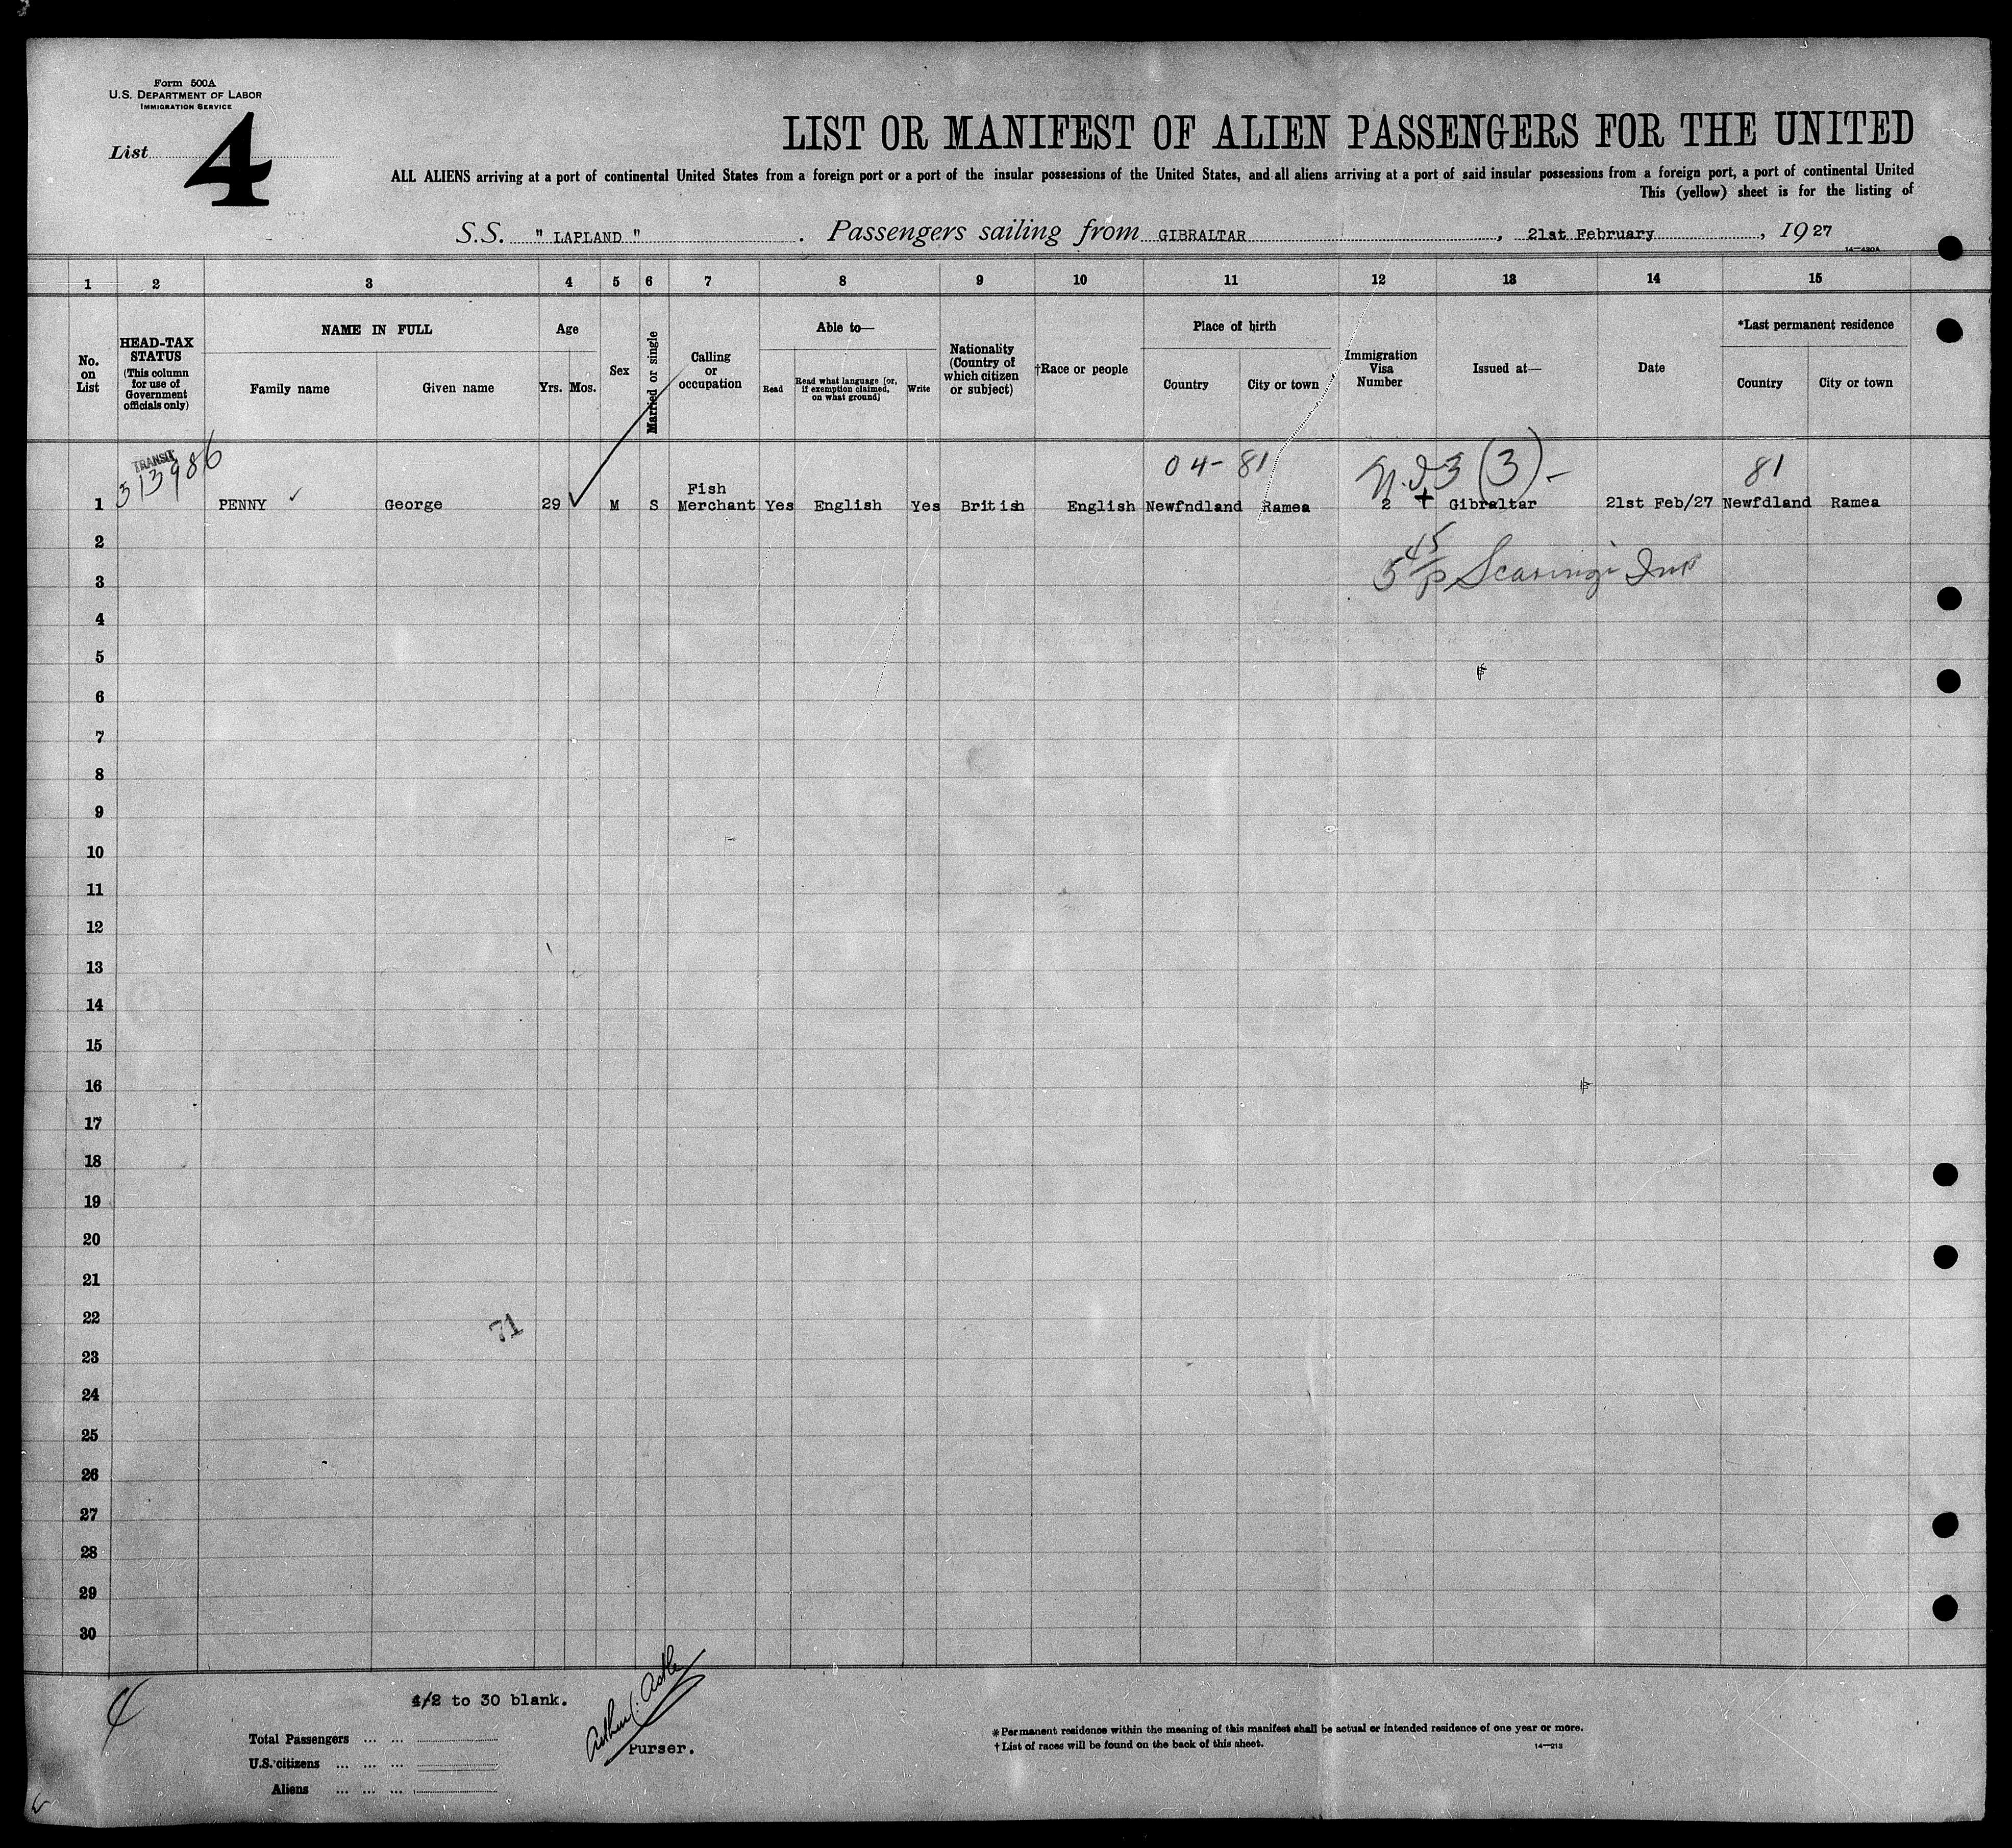 Form 500A
U.S. DEPARTMENT OF LABOR
IMMIGRATION SERVICE
List 4
LIST OR MANIFEST OF ALIEN PASSENGERS FOR THE UNITED
ALL ALIENS arriving at a port of continental United States from a foreign port or a port of the insular possessions of the United States, and all aliens arriving at a port of said insular possessions from a foreign port, a port of continental United
This (yellow) sheet is for the listing of
S.S. " LAPLAND " . Passengers sailing from GIBRALTAR , 21st February , 1927
14—430A
1 2 3 4 5 6 7 8 9 10 11 12 13 14 15
No. on List
HEAD-TAX STATUS (This column for use of Government officials only)
NAME IN FULL
Family name Given name
Age
Yrs. Mos.
Sex
Married or single
Calling or occupation
Able to—
Read Read what language [or, if exemption claimed, on what ground] Write
Nationality (Country of which citizen or subject)
†Race or people
Place of birth
Country City or town
Immigration Visa Number
Issued at—
Date
*Last permanent residence
Country City or town
TRANSIT
313986
04-81
(3)-
81
1 PENNY George 29 M S Fish Merchant Yes English Yes British English Newfndland Ramea 2 Gibraltar 21st Feb/27 Newfdland Ramea
2
5 45/p
3
4
5
6
7
8
9
10
11
12
13
14
15
16
17
18
19
20
21
22
71
23
24
25
26
27
28
29
30
4
/2 to 30 blank.
Purser.
Total Passengers ... ...
U.S. citizens ... ... ...
Aliens ... ... ...
*Permanent residence within the meaning of this manifest shall be actual or intended residence of one year or more.
†List of races will be found on the back of this sheet.
14—213